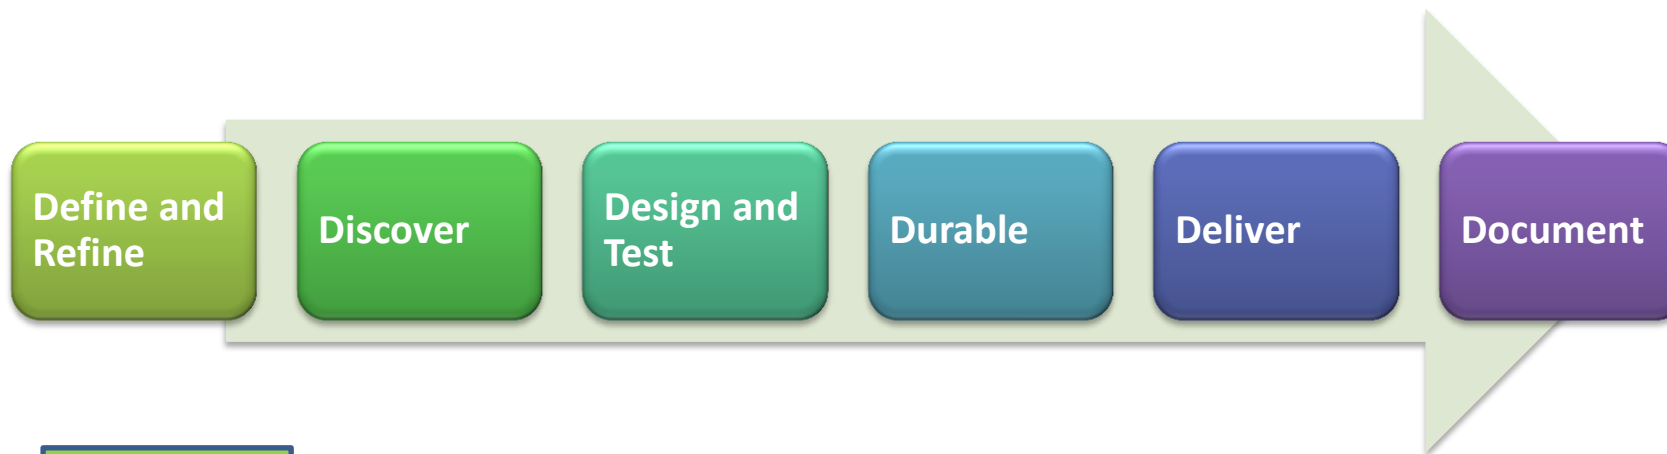 Define and
Refine
Discover
Design and
Test
Durable
Deliver
Document